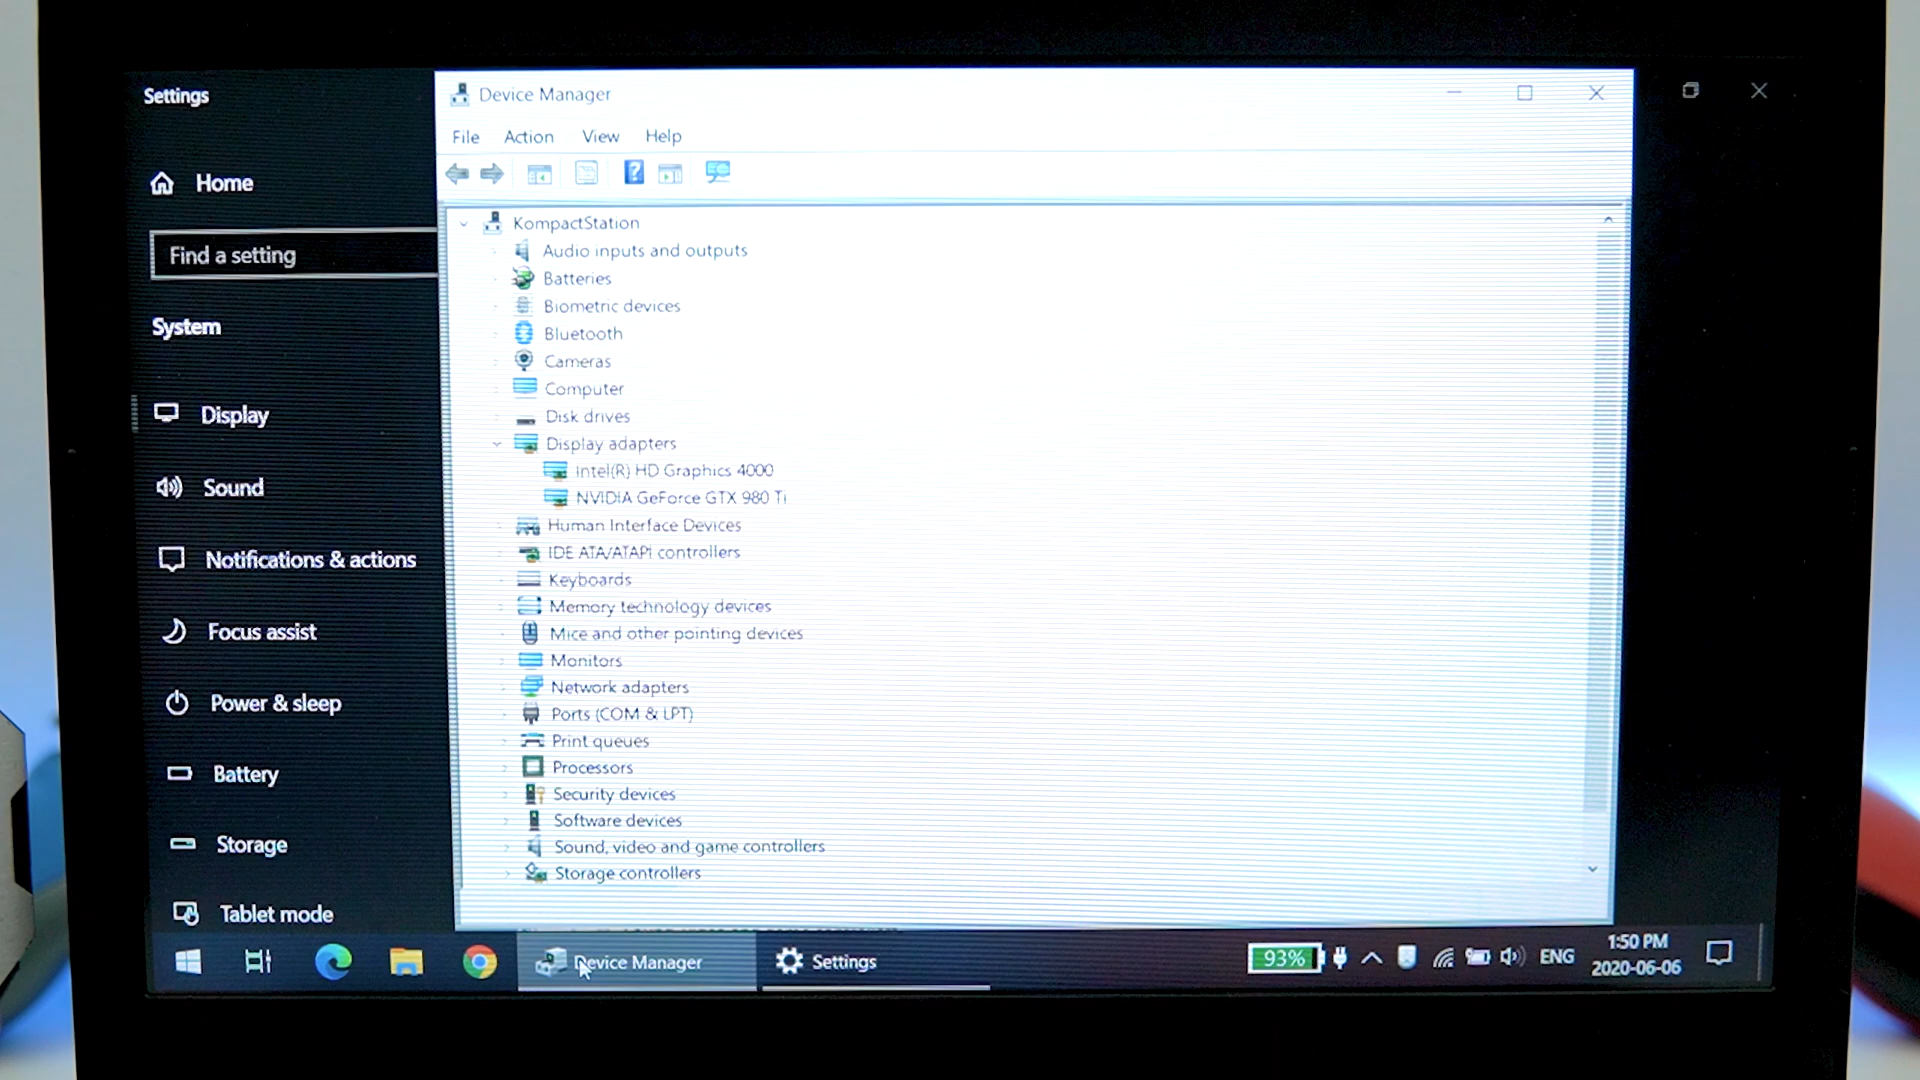 Settings
Home
Find a setting
System
Display
Sound
Notifications & actions
Focus assist
Power & sleep
Battery
Storage
Tablet mode
Device Manager
File Action View Help
KompactStation
Audio inputs and outputs
Batteries
Biometric devices
Bluetooth
Cameras
Computer
Disk drives
Display adapters
Intel(R) HD Graphics 4000
NVIDIA GeForce GTX 980 Ti
Human Interface Devices
IDE ATA/ATAPI controllers
Keyboards
Memory technology devices
Mice and other pointing devices
Monitors
Network adapters
Ports (COM & LPT)
Print queues
Processors
Security devices
Software devices
Sound, video and game controllers
Storage controllers
Device Manager
Settings
93%
ENG
1:50 PM
2020-06-06